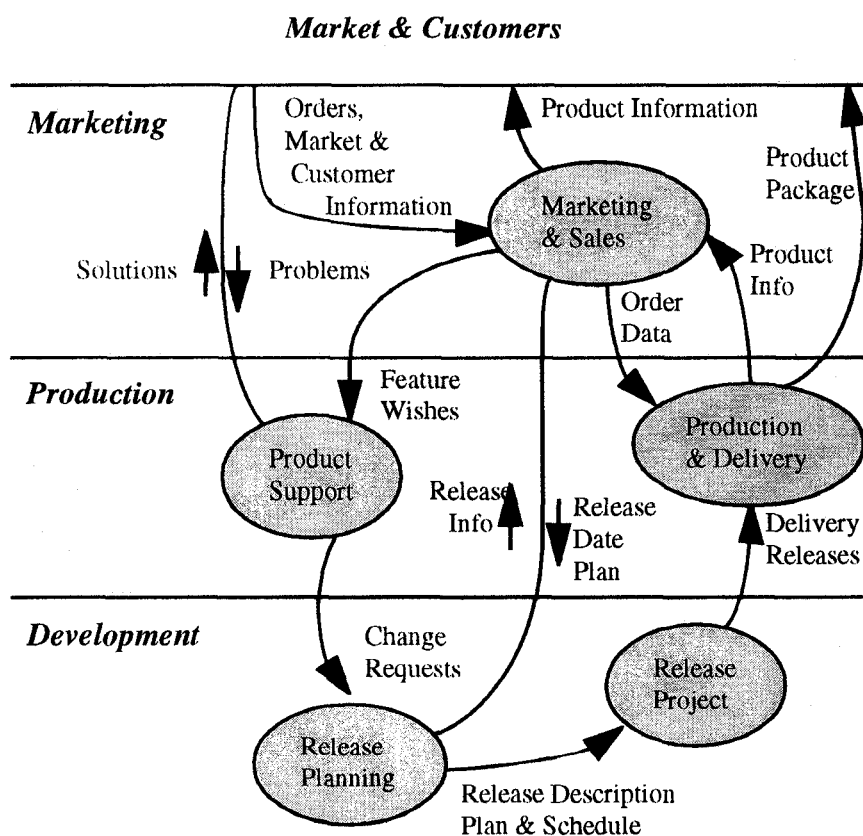 Market & Customers
Marketing
Orders,
Market &
Customer
Information
Product Information
Product
Package
Marketing
& Sales
Solutions
Problems
Product
Info
Order
Data
Production
Feature
Wishes
Product
Support
Production
& Delivery
Release
Info
Release
Date
Plan
Delivery
Releases
Development
Change
Requests
Release
Project
Release
Planning
Release Description
Plan & Schedule